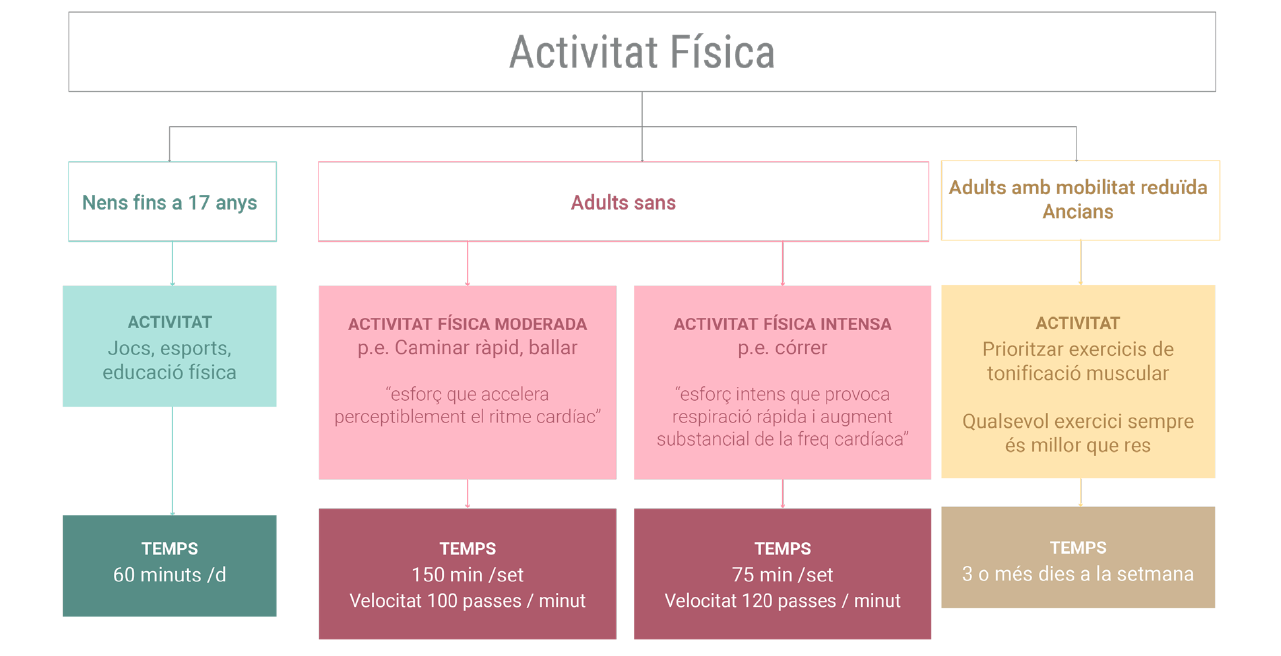 Activitat Física
Nens fins a 17 anys
Adults sans
Adults amb mobilitat reduïda
Ancians
ACTIVITAT
Jocs, esports,
educació física
ACTIVITAT FÍSICA MODERADA
p.e. Caminar ràpid, ballar
“esforç que accelera
perceptiblement el ritme cardíac”
ACTIVITAT FÍSICA INTENSA
p.e. córrer
“esforç intens que provoca
respiració rápida i augment
substancial de la freq cardíaca”
ACTIVITAT
Prioritzar exercicis de
tonificació muscular
Qualsevol exercici sempre
és millor que res
TEMPS
60 minuts /d
TEMPS
150 min /set
Velocitat 100 passes / minut
TEMPS
75 min /set
Velocitat 120 passes / minut
TEMPS
3 o més dies a la setmana